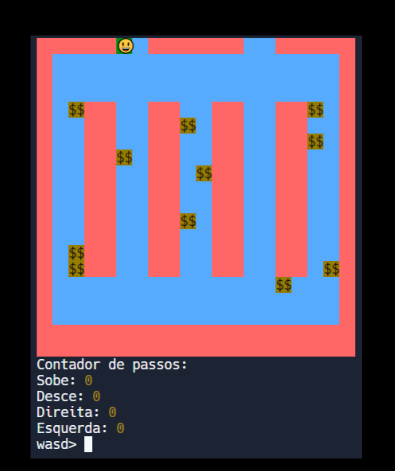 $$ $$
$$
$$
$$
$$
$$
$$
$$ $$
$$
Contador de passos:
Sobe: 0
Desce: 0
Direita: 0
Esquerda: 0
wasd>